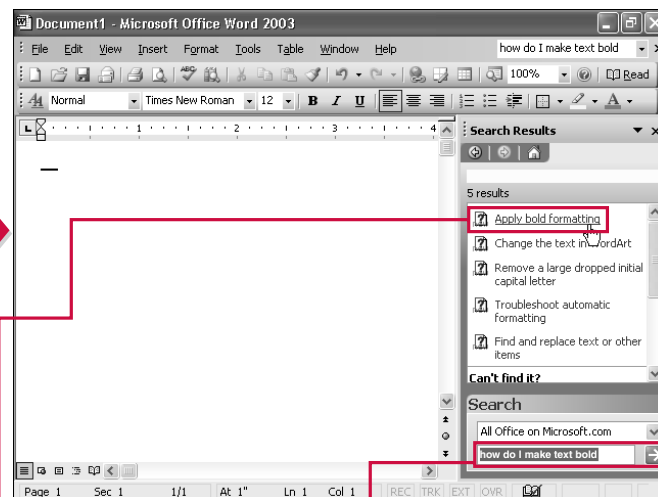 Document1 - Microsoft Office Word 2003
File Edit View Insert Format Tools Table Window Help how do I make text bold
100% Read
Normal Times New Roman 12 B I U A
1 2 3 4
Search Results
5 results
Apply bold formatting
Change the text in WordArt
Remove a large dropped initial
capital letter
Troubleshoot automatic
formatting
Find and replace text or other
items
Can't find it?
Search
All Office on Microsoft.com
how do I make text bold
Page 1 Sec 1 1/1 At 1" Ln 1 Col 1 REC TRK EXT OVR